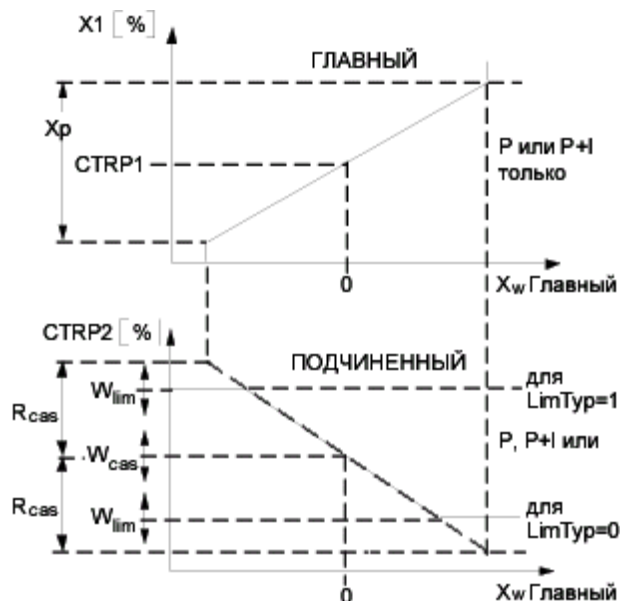 X1 [ % ]
ГЛАВНЫЙ
Xp
CTRP1
P или P+I
только
0
Xw Главный
CTRP2 [ % ]
ПОДЧИНЕННЫЙ
Wlim
для
LimTyp=1
Rcas
Wcas
P, P+I или
Rcas
Wlim
для
LimTyp=0
0
Xw Главный